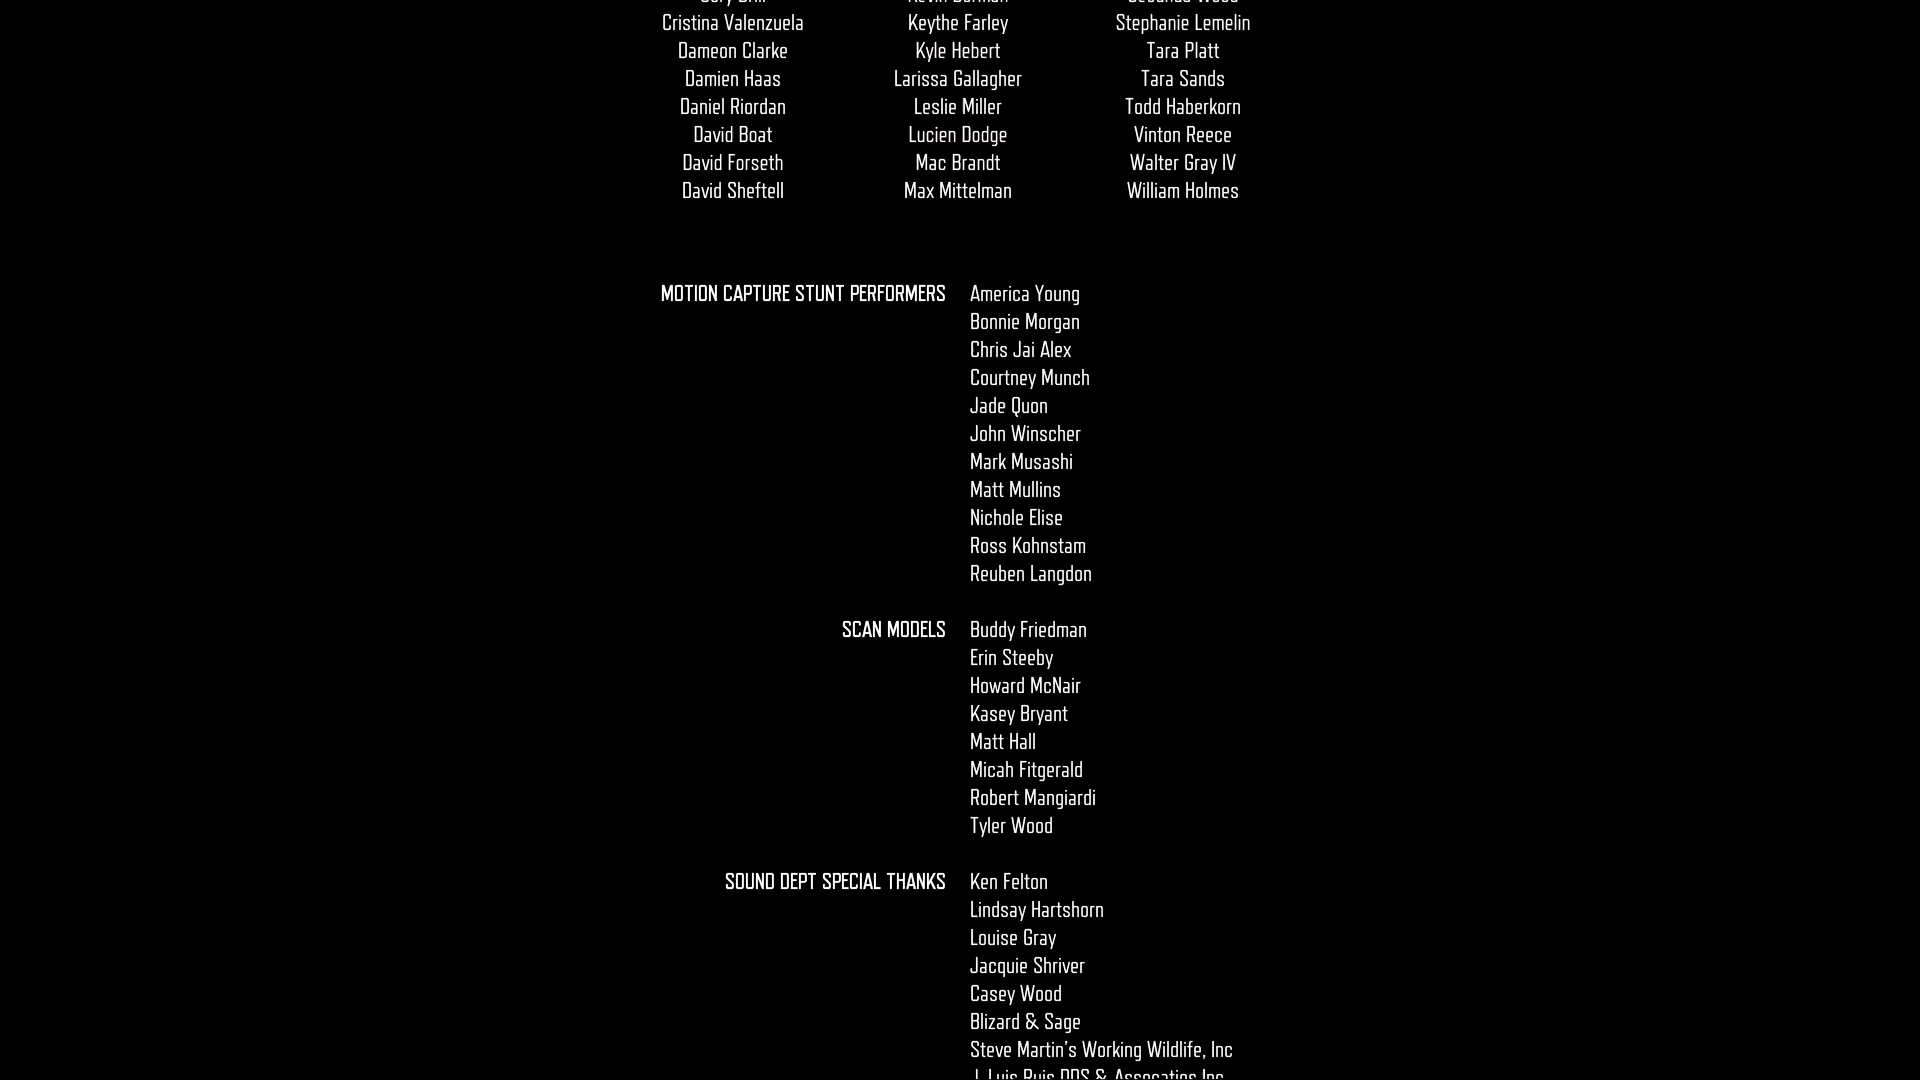 Cristina Valenzuela Keythe Farley Stephanie Lemelin
Dameon Clarke Kyle Hebert Tara Platt
Damien Haas Larissa Gallagher Tara Sands
Daniel Riordan Leslie Miller Todd Haberkorn
David Boat Lucien Dodge Vinton Reece
David Forseth Mac Brandt Walter Gray IV
David Sheftell Max Mittelman William Holmes
MOTION CAPTURE STUNT PERFORMERS America Young
Bonnie Morgan
Chris Jai Alex
Courtney Munch
Jade Quon
John Winscher
Mark Musashi
Matt Mullins
Nichole Elise
Ross Kohnstam
Reuben Langdon
SCAN MODELS Buddy Friedman
Erin Steeby
Howard McNair
Kasey Bryant
Matt Hall
Micah Fitgerald
Robert Mangiardi
Tyler Wood
SOUND DEPT SPECIAL THANKS Ken Felton
Lindsay Hartshorn
Louise Gray
Jacquie Shriver
Casey Wood
Blizard & Sage
Steve Martin's Working Wildlife, Inc